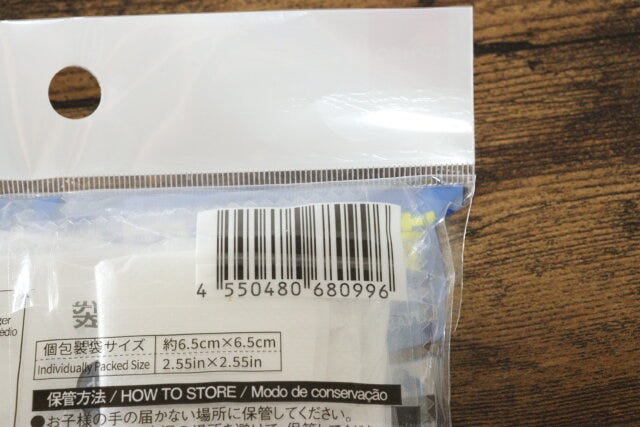 4 550480 680996
ger
édio
個包装袋サイズ 約6.5cm×6.5cm
Individually Packed Size 2.55in×2.55in
保管方法 / HOW TO STORE / Modo de conservação
●お子様の手の届かない場所に保管してください。